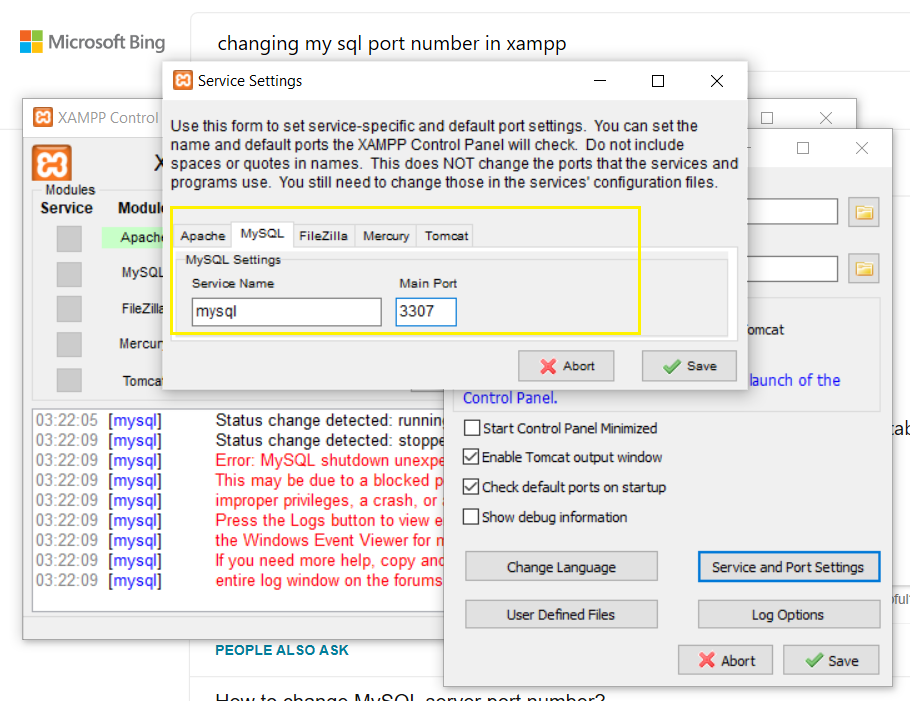 Microsoft Bing
changing my sql port number in xampp
Service Settings
Use this form to set service-specific and default port settings. You can set the
name and default ports the XAMPP Control Panel will check. Do not include
spaces or quotes in names. This does NOT change the ports that the services and
programs use. You still need to change those in the services' configuration files.
Apache MySQL FileZilla Mercury Tomcat
MySQL Settings
Service Name Main Port
mysql 3307
Abort Save
XAMPP Control
Modules
Service
Apache
MySQL
launch of the
Control Panel.
Start Control Panel Minimized
Enable Tomcat output window
Check default ports on startup
Show debug information
Change Language Service and Port Settings
User Defined Files Log Options
Abort Save
03:22:05 [mysql] Status change detected:
03:22:09 [mysql] Status change detected:
03:22:09 [mysql] Error: MySQL shutdown
03:22:09 [mysql] This may be due to a blocked
03:22:09 [mysql] improper privileges, a crash, or
03:22:09 [mysql] Press the Logs button to view
03:22:09 [mysql] the Windows Event Viewer for
03:22:09 [mysql] If you need more help, copy
03:22:09 [mysql] entire log window on the forums
PEOPLE ALSO ASK
How to change MySQL server port number?